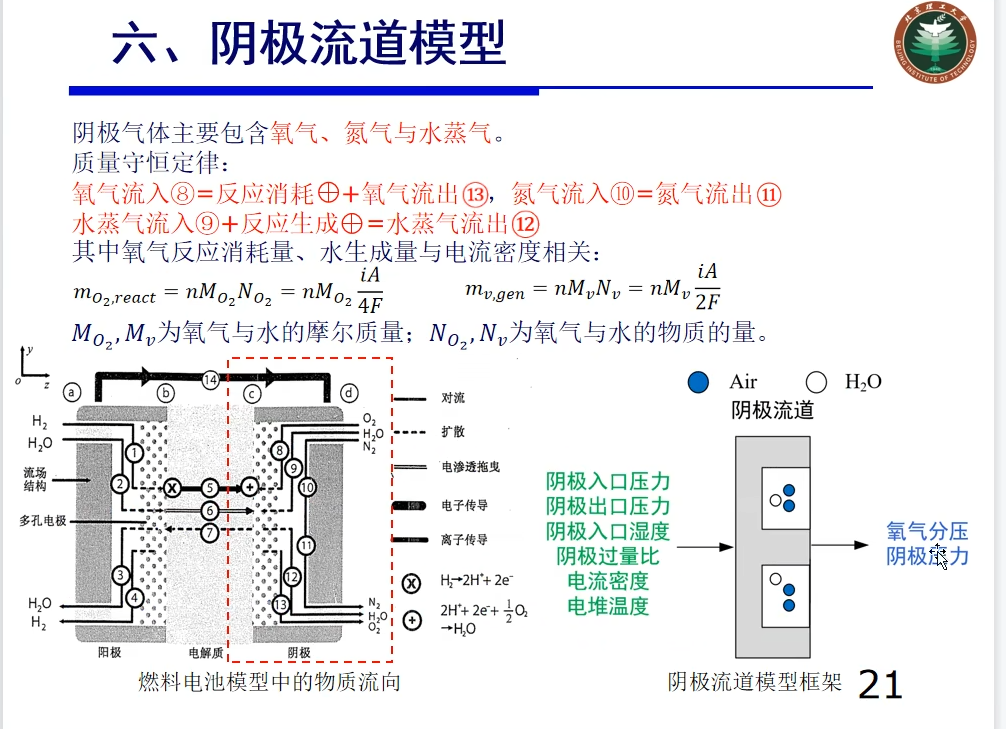 六、阴极流道模型
北京理工大学
BEIJING INSTITUTE OF TECHNOLOGY
阴极气体主要包含氧气、氮气与水蒸气。
质量守恒定律：
氧气流入⑧=反应消耗⊕+氧气流出⑬，氮气流入⑩=氮气流出⑪
水蒸气流入⑨+反应生成⊕=水蒸气流出⑫
其中氧气反应消耗量、水生成量与电流密度相关：
m_{O_2,react} = nM_{O_2}N_{O_2} = nM_{O_2} \frac{iA}{4F}
m_{v,gen} = nM_vN_v = nM_v \frac{iA}{2F}
M_{O_2},M_v为氧气与水的摩尔质量；N_{O_2},N_v为氧气与水的物质的量。
y
o
z
ⓐ
ⓑ
⑭
ⓒ
ⓓ
H₂
H₂O
流场
结构
多孔电极
H₂O
H₂
①
②
③
④
ⓧ
⑤
⊕
⑥
⑦
⑧
⑨
⑩
⑪
⑫
⑬
O₂
H₂O
N₂
N₂
H₂O
O₂
阳极
电解质
阴极
对流
扩散
电渗透拖曳
电子传导
离子传导
ⓧ H₂→2H⁺+ 2e⁻
⊕ 2H⁺+ 2e⁻+ ½O₂
→H₂O
燃料电池模型中的物质流向
Air
H₂O
阴极流道
阴极入口压力
阴极出口压力
阴极入口湿度
阴极过量比
电流密度
电堆温度
氧气分压
阴极压力
阴极流道模型框架
21